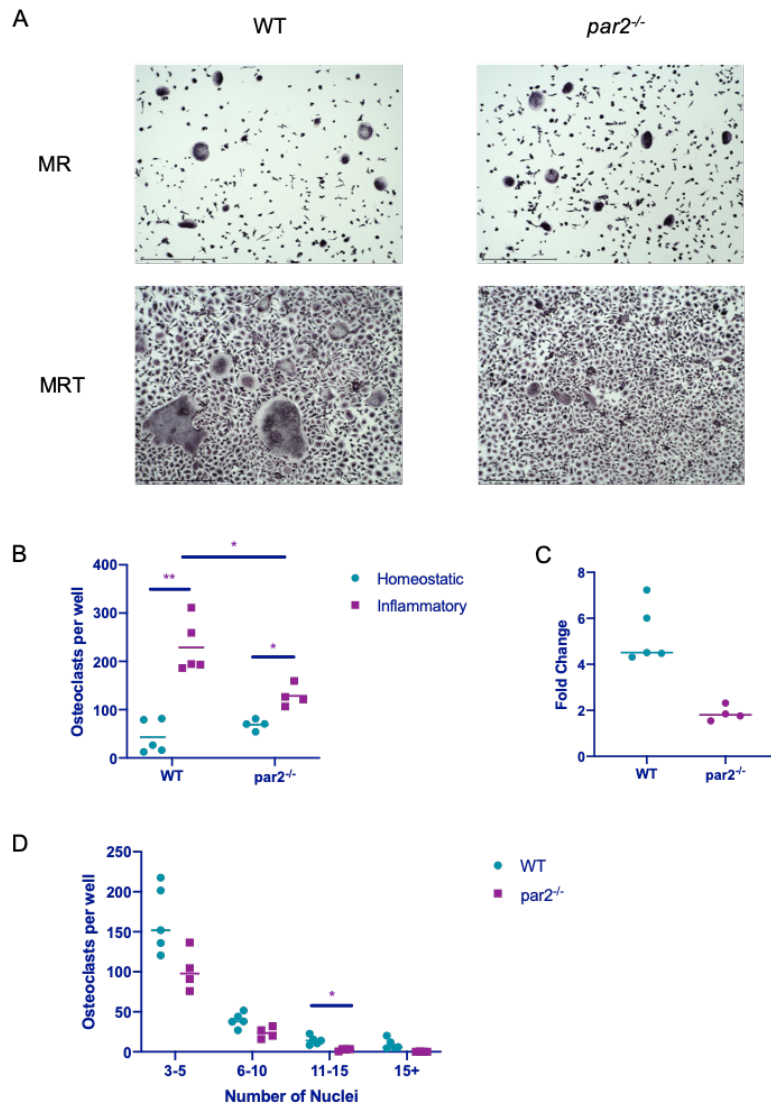 A
WT par2-/-
MR
MRT
B
*
** *
400
300
200
100
0
Osteoclasts per well
WT par2-/-
Homeostatic
Inflammatory
C
8
6
4
2
0
Fold Change
WT par2-/-
D
250
200
150
100
50
0
Osteoclasts per well
*
3-5 6-10 11-15 15+
Number of Nuclei
WT
par2-/-